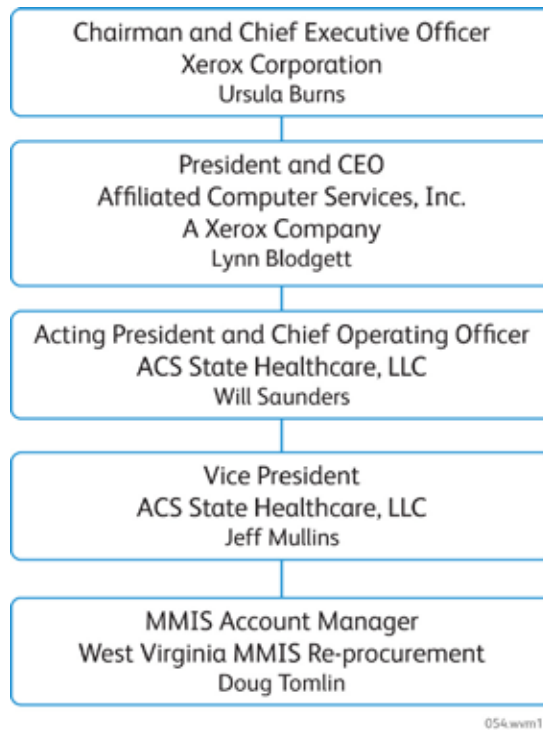 Chairman and Chief Executive Officer
Xerox Corporation
Ursula Burns
President and CEO
Affiliated Computer Services, Inc.
A Xerox Company
Lynn Blodgett
Acting President and Chief Operating Officer
ACS State Healthcare, LLC
Will Saunders
Vice President
ACS State Healthcare, LLC
Jeff Mullins
MMIS Account Manager
West Virginia MMIS Re-procurement
Doug Tomlin
054.wvm1